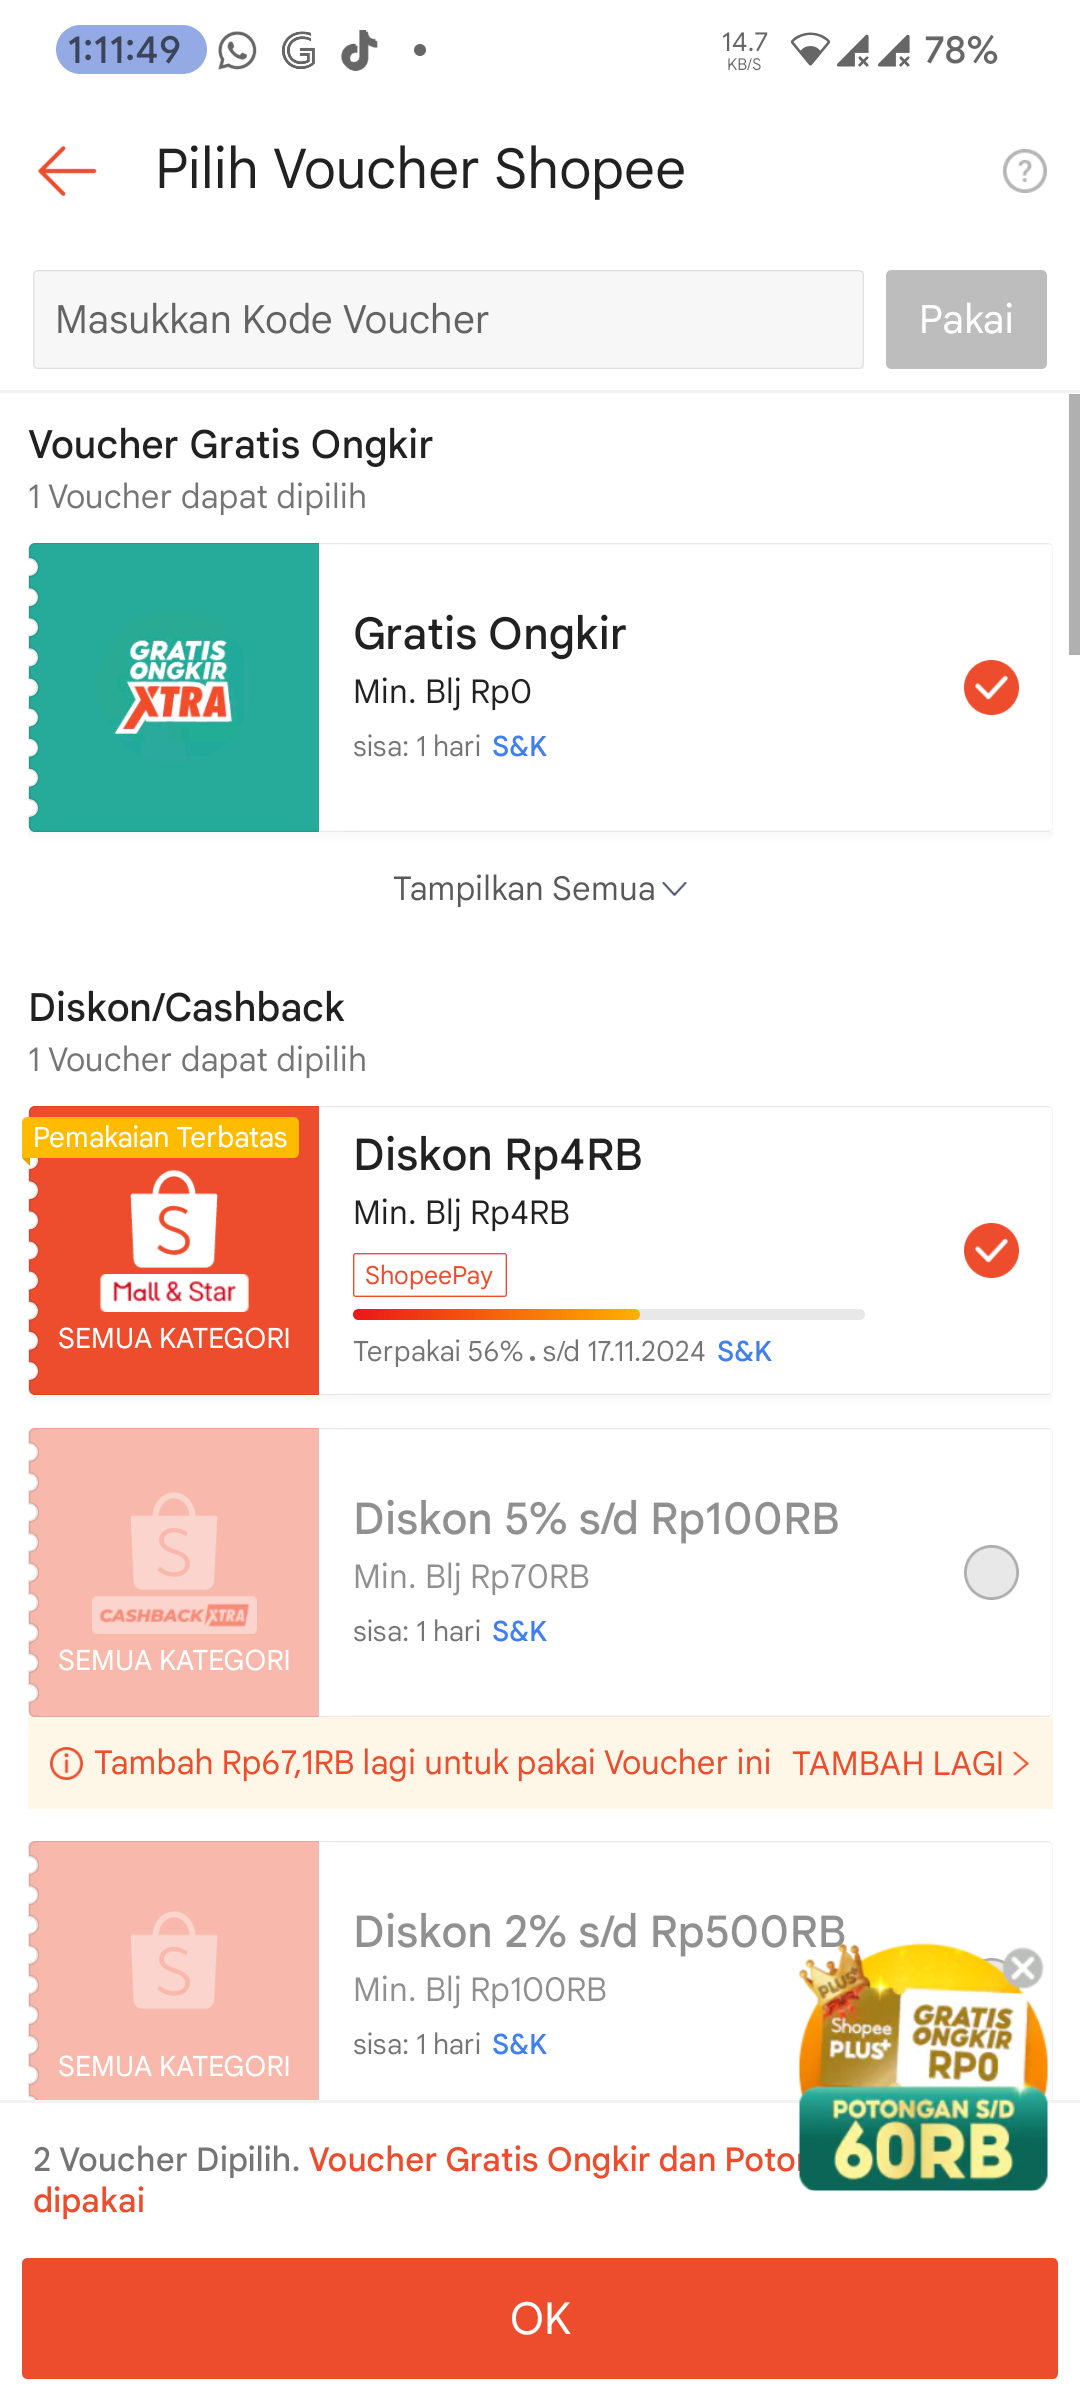 1:11:49
14.7
KB/S
78%
Pilih Voucher Shopee
?
Masukkan Kode Voucher
Pakai
Voucher Gratis Ongkir
1 Voucher dapat dipilih
GRATIS
ONGKIR
XTRA
Gratis Ongkir
Min. Blj Rp0
sisa: 1 hari S&K
Tampilkan Semua
Diskon/Cashback
1 Voucher dapat dipilih
Pemakaian Terbatas
S
Mall & Star
SEMUA KATEGORI
Diskon Rp4RB
Min. Blj Rp4RB
ShopeePay
Terpakai 56% . s/d 17.11.2024 S&K
S
CASHBACK XTRA
SEMUA KATEGORI
Diskon 5% s/d Rp100RB
Min. Blj Rp70RB
sisa: 1 hari S&K
Tambah Rp67,1RB lagi untuk pakai Voucher ini TAMBAH LAGI >
S
SEMUA KATEGORI
Diskon 2% s/d Rp500RB
Min. Blj Rp100RB
sisa: 1 hari S&K
PLUS+
Shopee
PLUS+
GRATIS
ONGKIR
RP0
POTONGAN S/D
60RB
2 Voucher Dipilih. Voucher Gratis Ongkir dan
dipakai
OK